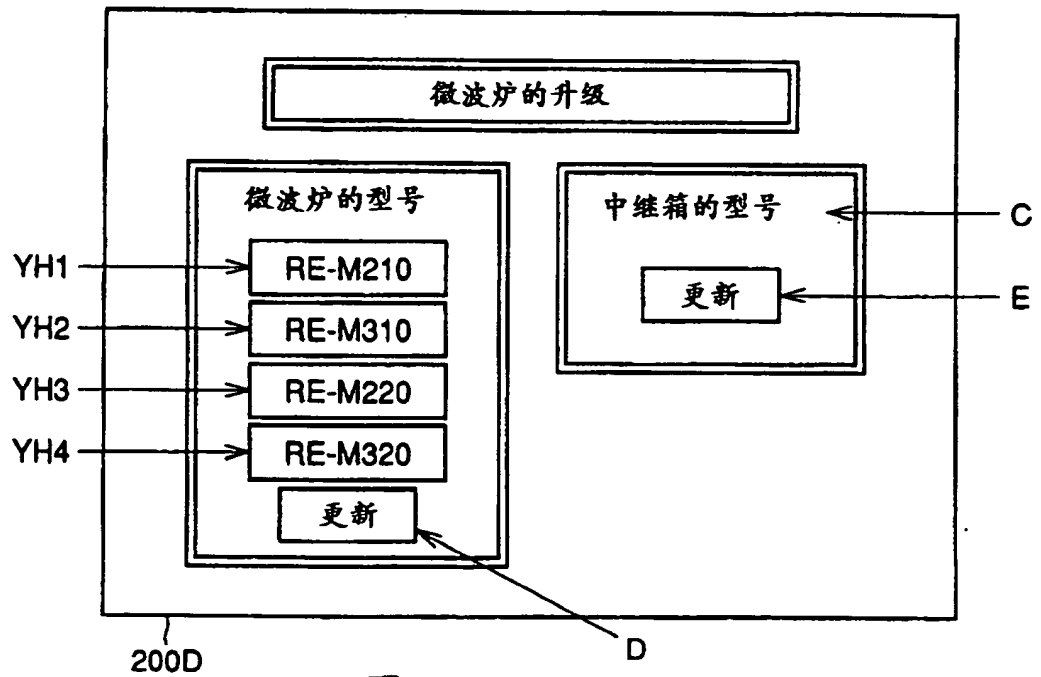 微波炉的升级
微波炉的型号
中继箱的型号
C
YH1
RE-M210
更新
E
YH2
RE-M310
YH3
RE-M220
YH4
RE-M320
更新
D
200D